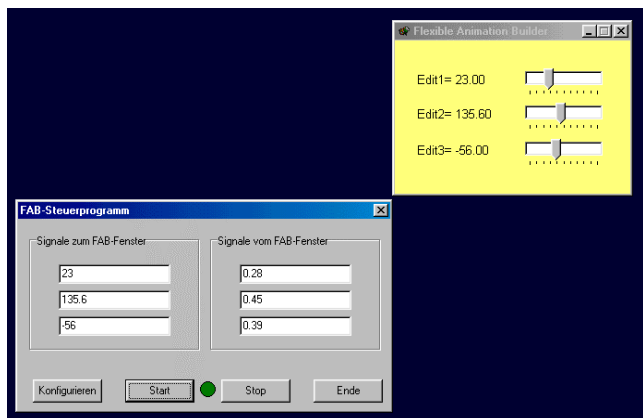 Flexible Animation Builder
Edit1= 23.00
Edit2= 135.60
Edit3= -56.00
FAB-Steuerprogramm
Signale zum FAB-Fenster
23
135.6
-56
Signale vom FAB-Fenster
0.28
0.45
0.39
Konfigurieren
Start
Stop
Ende